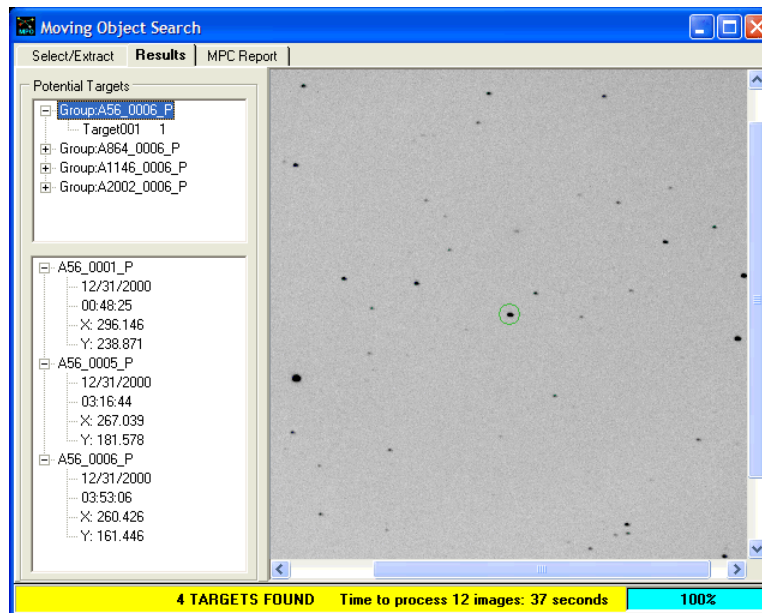 Moving Object Search
Select/Extract Results MPC Report
Potential Targets
Group:A56_0006_P
Target001 1
Group:A864_0006_P
Group:A1146_0006_P
Group:A2002_0006_P
A56_0001_P
12/31/2000
00:48:25
X: 296.146
Y: 238.871
A56_0005_P
12/31/2000
03:16:44
X: 267.039
Y: 181.578
A56_0006_P
12/31/2000
03:53:06
X: 260.426
Y: 161.446
4 TARGETS FOUND Time to process 12 images: 37 seconds 100%